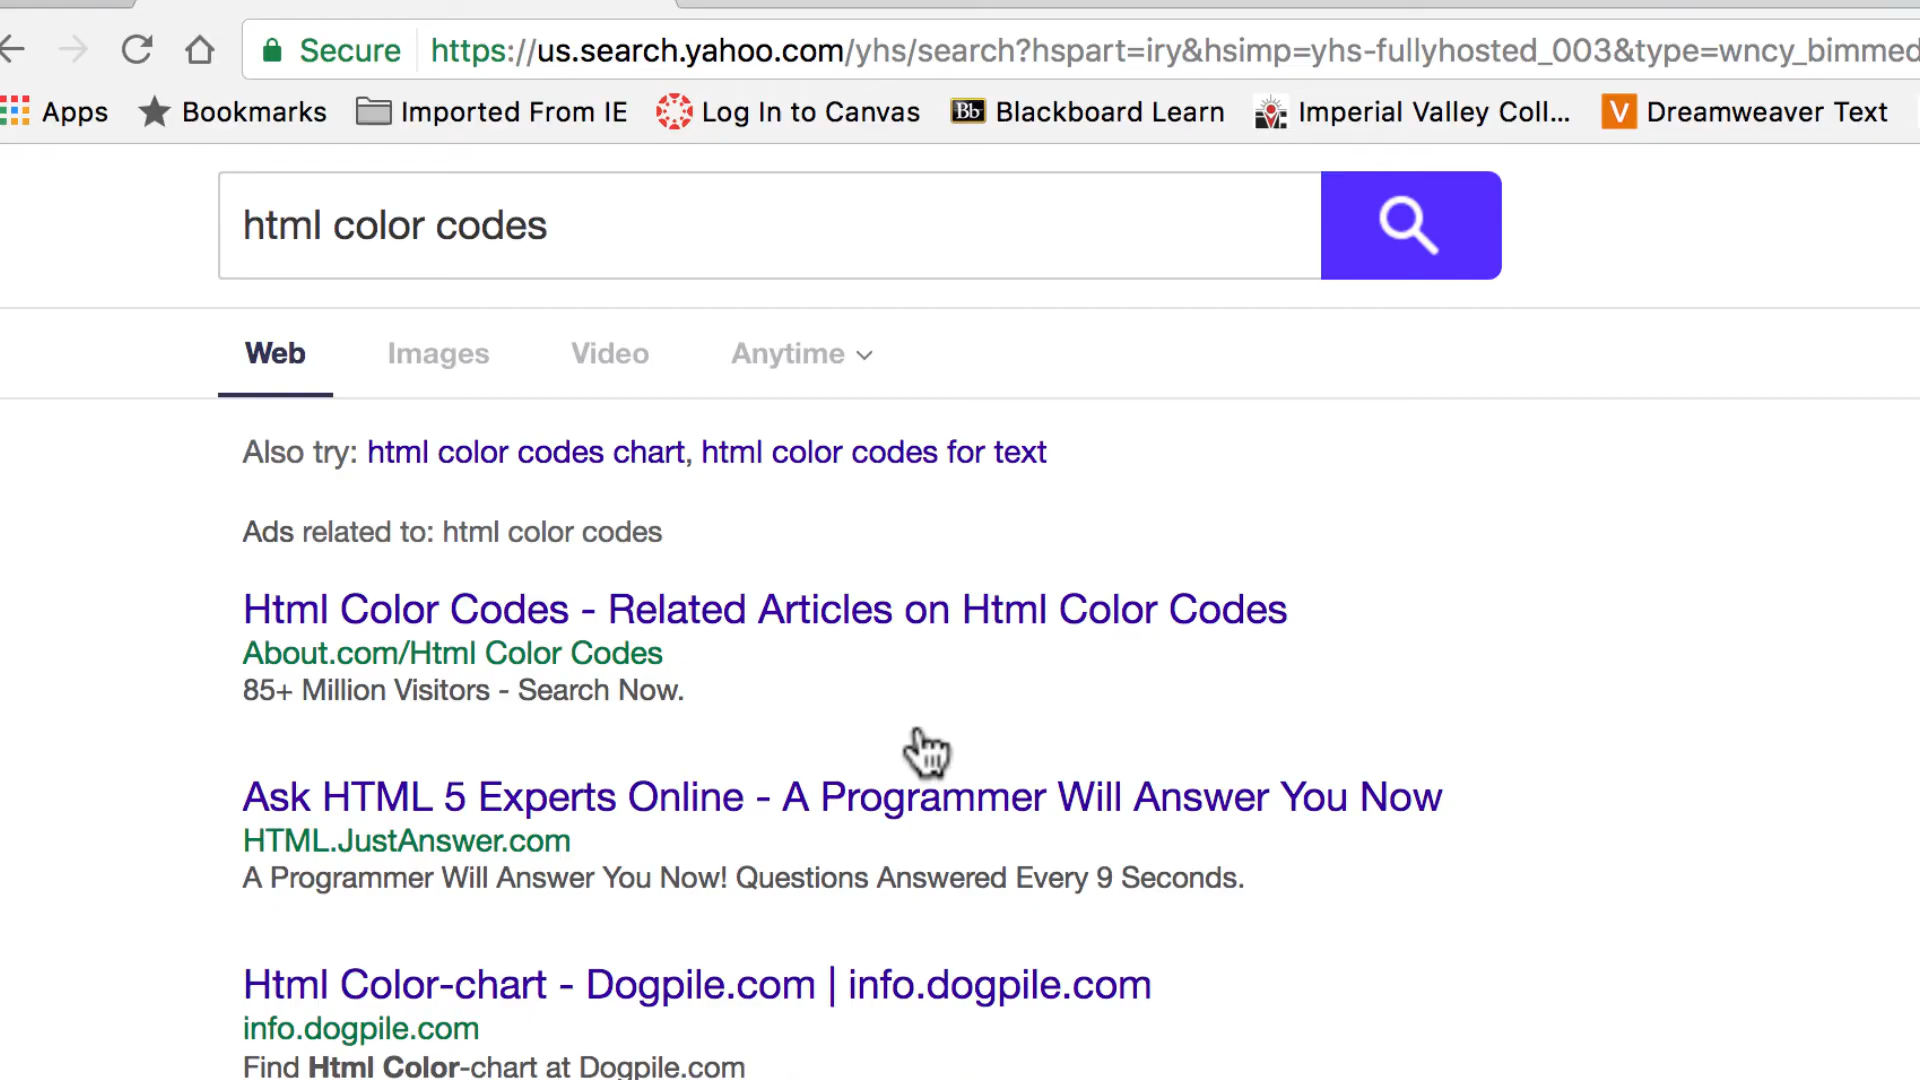 Secure https://us.search.yahoo.com/yhs/search?hspart=iry&hsimp=yhs-fullyhosted_003&type=wncy_bimmed
Apps Bookmarks Imported From IE Log In to Canvas Bb Blackboard Learn Imperial Valley Coll... V Dreamweaver Text
html color codes
Web Images Video Anytime
Also try: html color codes chart, html color codes for text
Ads related to: html color codes
Html Color Codes - Related Articles on Html Color Codes
About.com/Html Color Codes
85+ Million Visitors - Search Now.
Ask HTML 5 Experts Online - A Programmer Will Answer You Now
HTML.JustAnswer.com
A Programmer Will Answer You Now! Questions Answered Every 9 Seconds.
Html Color-chart - Dogpile.com | info.dogpile.com
info.dogpile.com
Find Html Color-chart at Dogpile.com